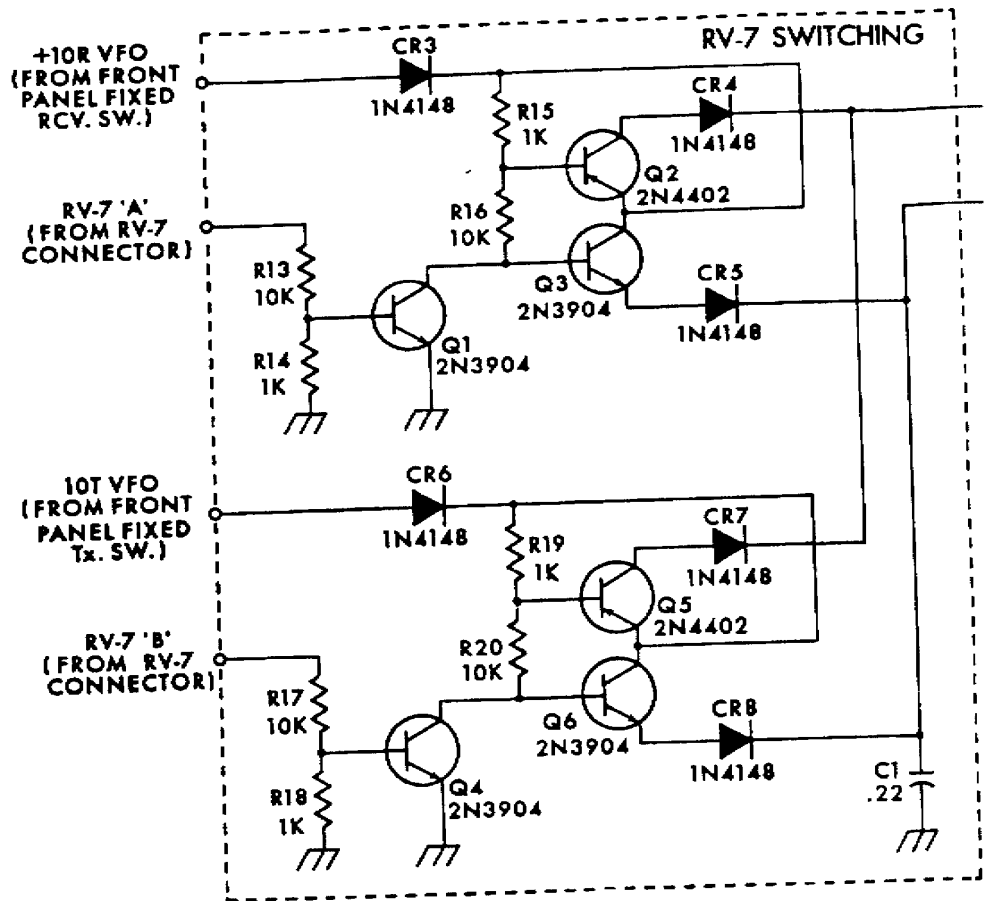 RV-7 SWITCHING
+10R VFO
(FROM FRONT
PANEL FIXED
RCV. SW.)
CR3
1N4148
R15
1K
CR4
1N4148
Q2
2N4402
RV-7 'A'
(FROM RV-7
CONNECTOR)
R16
10K
R13
10K
Q3
2N3904
CR5
1N4148
R14
1K
Q1
2N3904
10T VFO
(FROM FRONT
PANEL FIXED
Tx. SW.)
CR6
1N4148
R19
1K
CR7
1N4148
Q5
2N4402
RV-7 'B'
(FROM RV-7
CONNECTOR)
R20
10K
R17
10K
Q6
2N3904
CR8
1N4148
R18
1K
Q4
2N3904
C1
.22